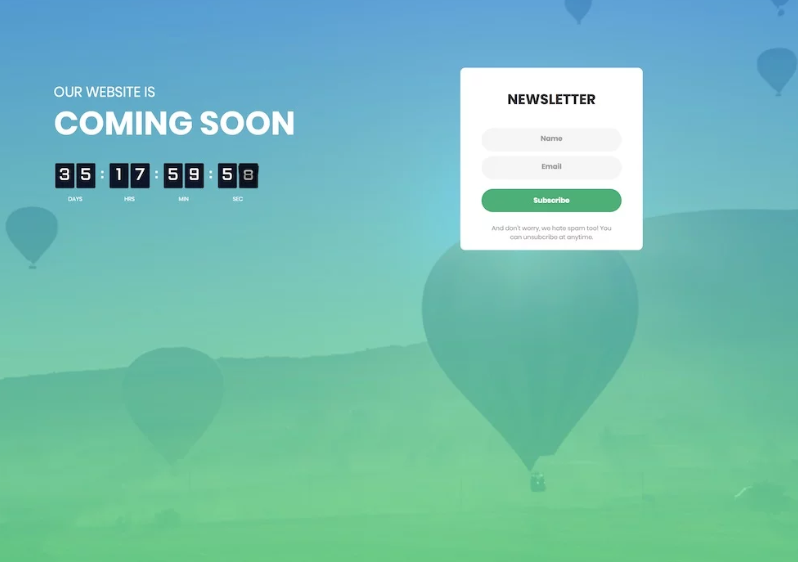 OUR WEBSITE IS
COMING SOON
35 : 17 : 59 : 58
DAYS HRS MIN SEC
NEWSLETTER
Name
Email
Subscribe
And don't worry, we hate spam too! You
can unsubcribe at anytime.